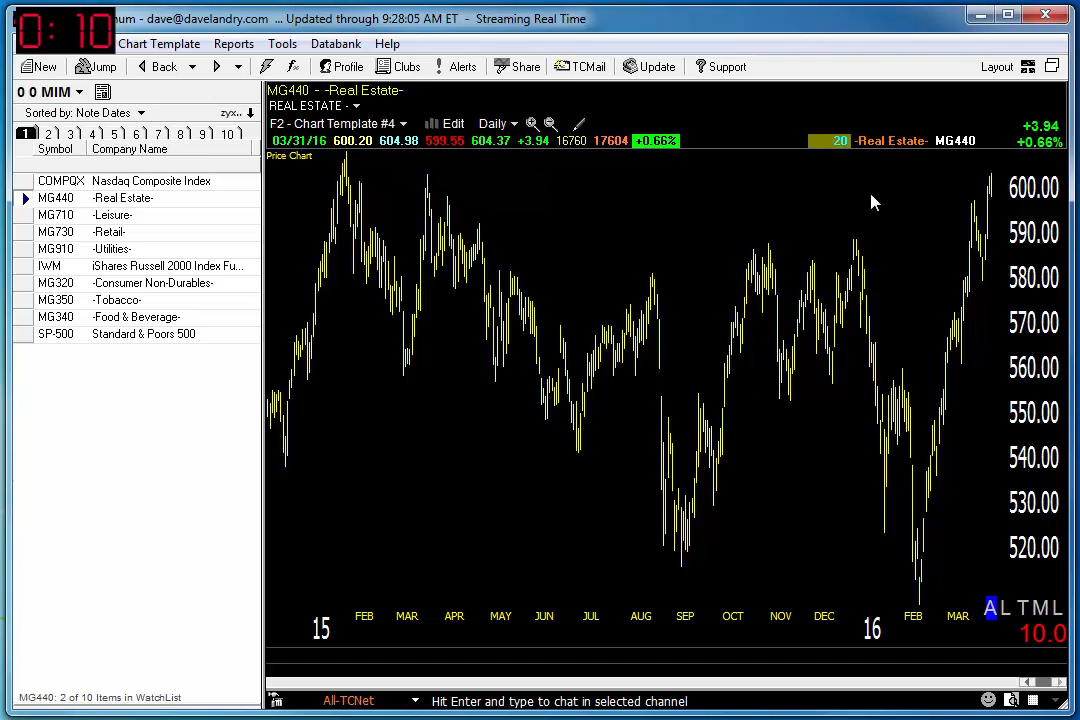 0:10
num - dave@davelandry.com ... Updated through 9:28:05 AM ET - Streaming Real Time
Chart Template Reports Tools Databank Help
New Jump Back Profile Clubs Alerts Share TCMail Update Support Layout
0 0 MIM
Sorted by: Note Dates zyx..
1 2 3 4 5 6 7 8 9 10
Symbol Company Name
COMPQX Nasdaq Composite Index
MG440 -Real Estate-
MG710 -Leisure-
MG730 -Retail-
MG910 -Utilities-
IWM iShares Russell 2000 Index Fu...
MG320 -Consumer Non-Durables-
MG350 -Tobacco-
MG340 -Food & Beverage-
SP-500 Standard & Poors 500
MG440: 2 of 10 Items in WatchList
MG440 - -Real Estate-
REAL ESTATE -
F2 - Chart Template #4 Edit Daily
+3.94
03/31/16 600.20 604.98 599.55 604.37 +3.94 16760 17604 +0.66% 20 -Real Estate- MG440 +0.66%
Price Chart
600.00
590.00
580.00
570.00
560.00
550.00
540.00
530.00
520.00
A L T M L
FEB MAR APR MAY JUN JUL AUG SEP OCT NOV DEC FEB MAR
15 16 10.0
All-TCNet Hit Enter and type to chat in selected channel